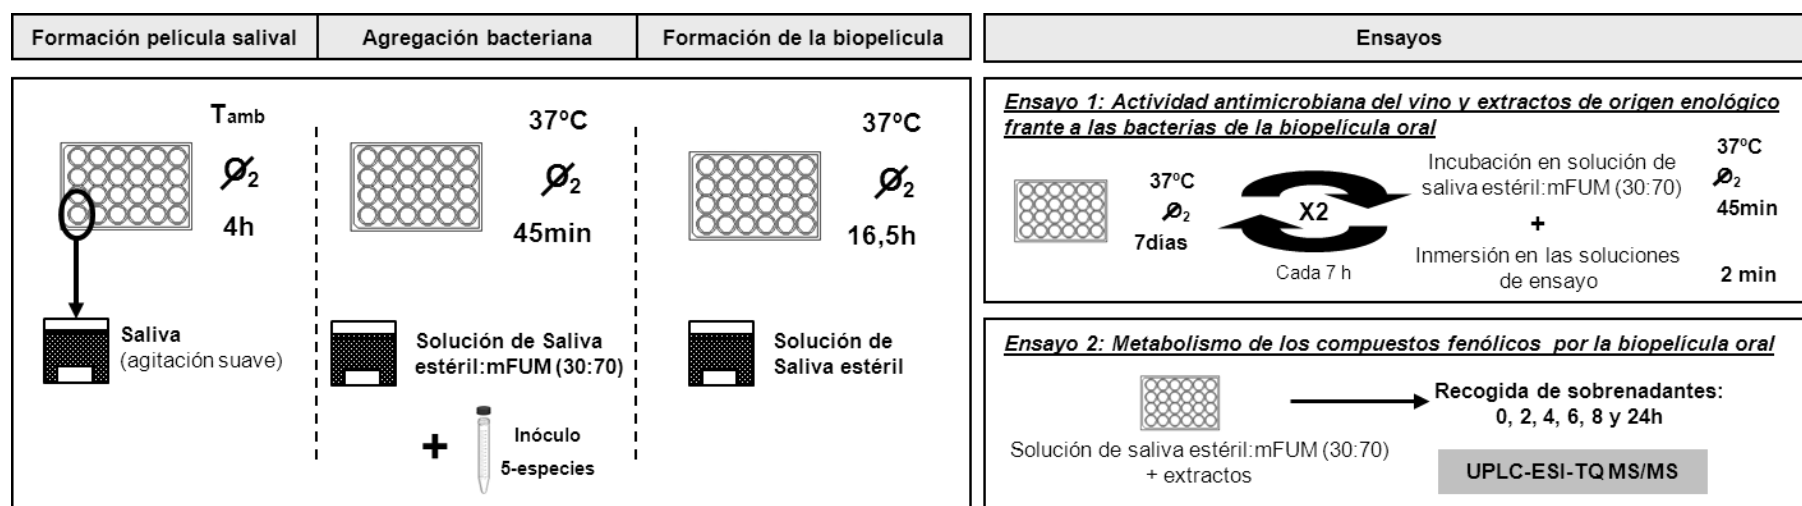 Formación película salival
Agregación bacteriana
Formación de la biopelícula
Ensayos
Tamb
Ø2
4h
Saliva
(agitación suave)
37ºC
Ø2
45min
Solución de Saliva
estéril:mFUM (30:70)
+
Inóculo
5-especies
37ºC
Ø2
16,5h
Solución de
Saliva estéril
Ensayo 1: Actividad antimicrobiana del vino y extractos de origen enológico
frente a las bacterias de la biopelícula oral
37ºC
Ø2
7días
X2
Cada 7 h
Incubación en solución de
saliva estéril:mFUM (30:70)
+
Inmersión en las soluciones
de ensayo
37ºC
Ø2
45min
2 min
Ensayo 2: Metabolismo de los compuestos fenólicos por la biopelícula oral
Solución de saliva estéril:mFUM (30:70)
+ extractos
Recogida de sobrenadantes:
0, 2, 4, 6, 8 y 24h
UPLC-ESI-TQ MS/MS